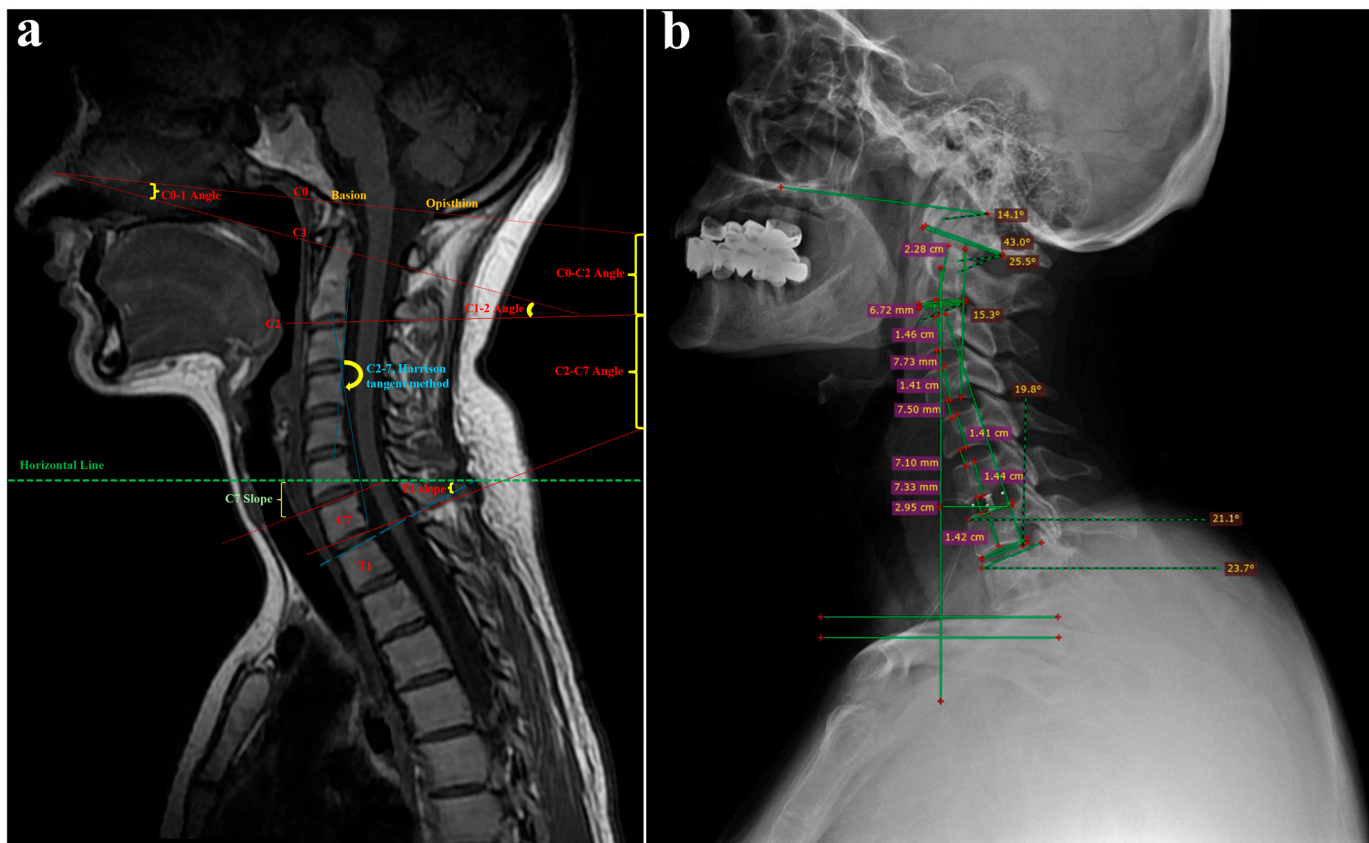 a
C0-1 Angle
C0
Basion
Opisthion
C1
C0-C2 Angle
C1-2 Angle
C2
C2-7, Harrison
tangent method
C2-C7 Angle
Horizontal Line
C7 Slope
T1 slope
C7
T1
b
14.1°
43.0°
2.28 cm
25.5°
6.72 mm
15.3°
1.46 cm
7.73 mm
1.41 cm
19.8°
7.50 mm
1.41 cm
7.10 mm
1.44 cm
7.33 mm
2.95 cm
21.1°
1.42 cm
23.7°